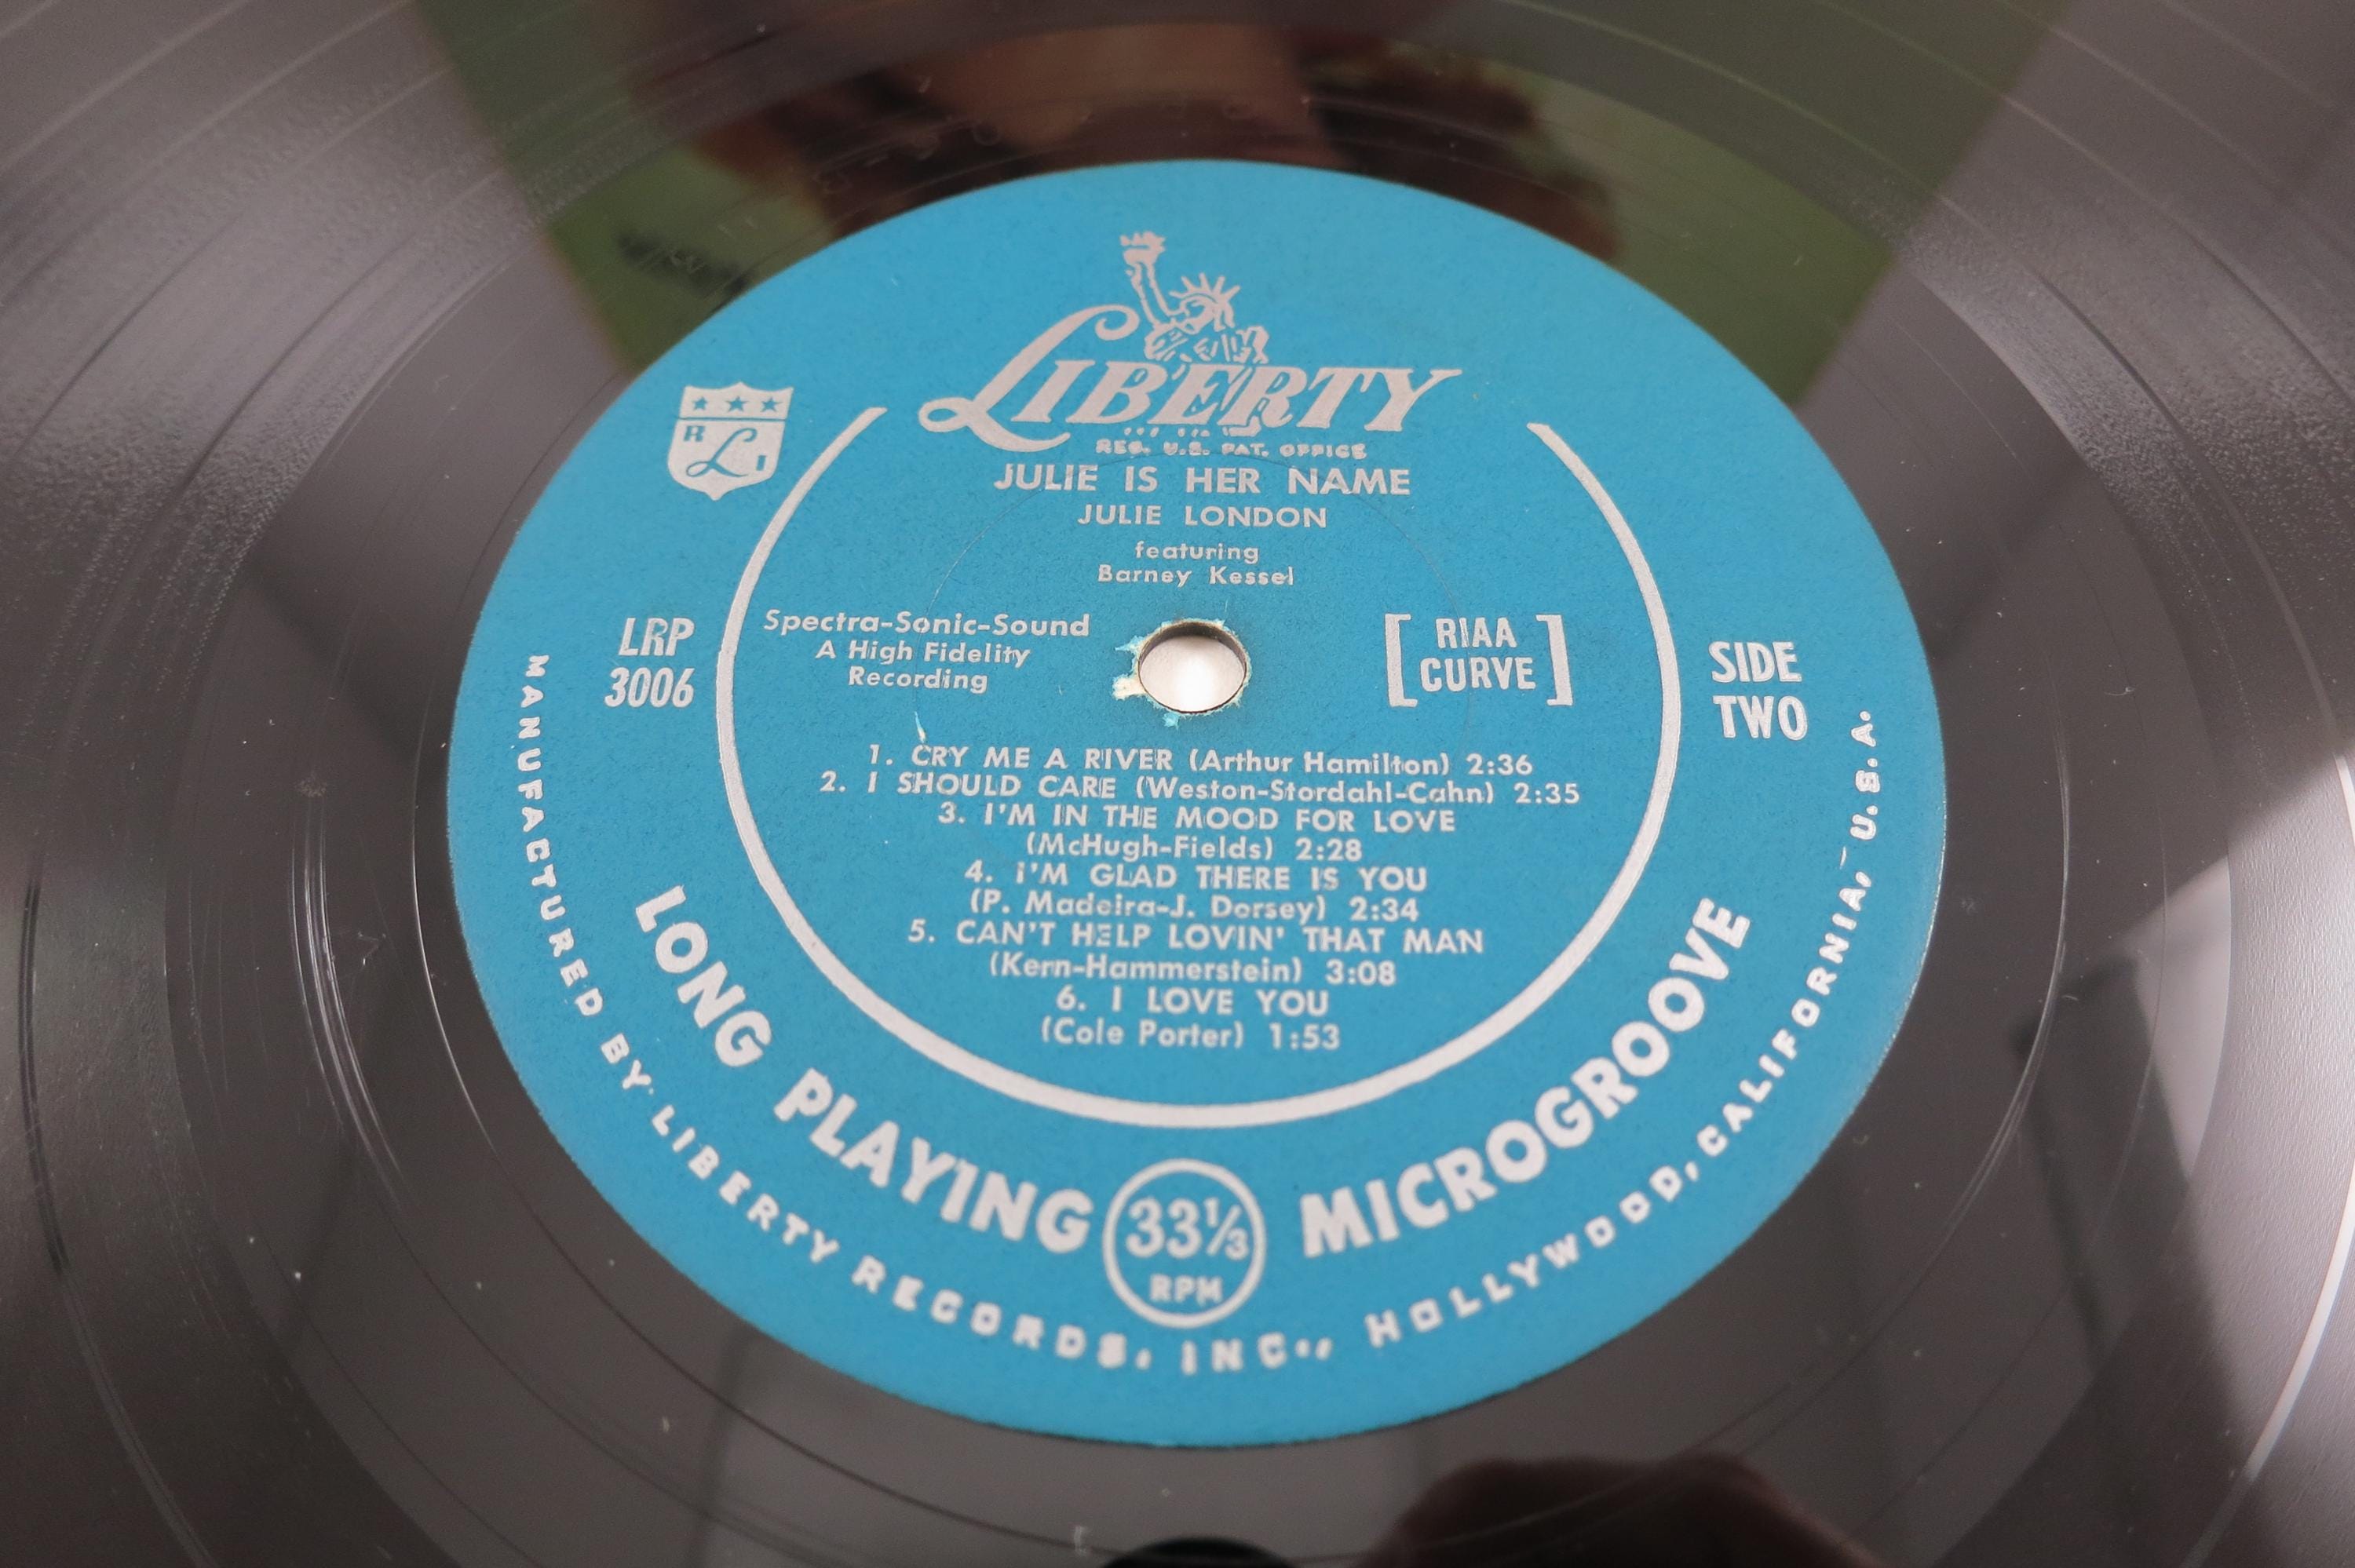 LIBERTY
REG. U.S. PAT. OFFICE
R L I
JULIE IS HER NAME
JULIE LONDON
featuring
Barney Kessel
LRP
3006
Spectra-Sonic-Sound
A High Fidelity
Recording
[RIAA
CURVE]
SIDE
TWO
1. CRY ME A RIVER (Arthur Hamilton) 2:36
2. I SHOULD CARE (Weston-Stordahl-Cahn) 2:35
3. I'M IN THE MOOD FOR LOVE
(McHugh-Fields) 2:28
4. I'M GLAD THERE IS YOU
(P. Madeira-J. Dorsey) 2:34
5. CAN'T HELP LOVIN' THAT MAN
(Kern-Hammerstein) 3:08
6. I LOVE YOU
(Cole Porter) 1:53
LONG PLAYING 33⅓ RPM MICROGROOVE
MANUFACTURED BY LIBERTY RECORDS, INC., HOLLYWOOD, CALIFORNIA, U.S.A.